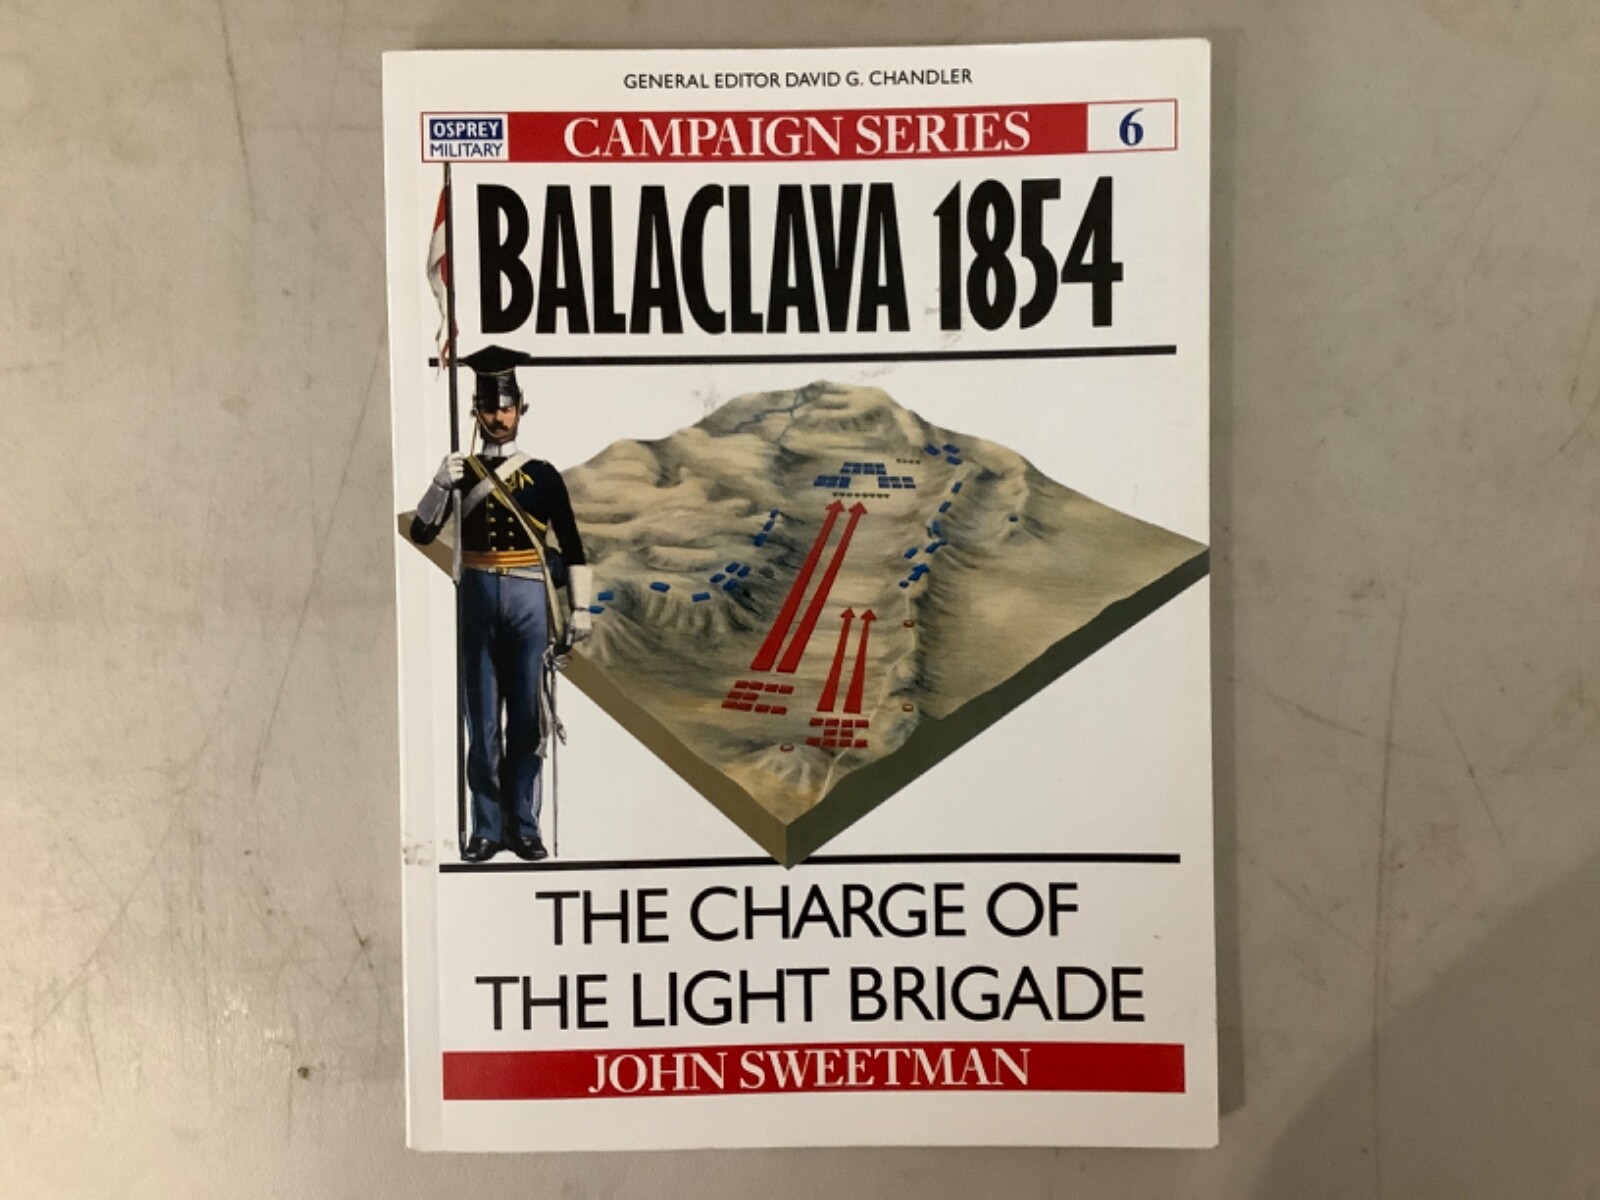 GENERAL EDITOR DAVID G. CHANDLER
OSPREY
MILITARY
CAMPAIGN SERIES
6
BALACLAVA 1854
THE CHARGE OF
THE LIGHT BRIGADE
JOHN SWEETMAN